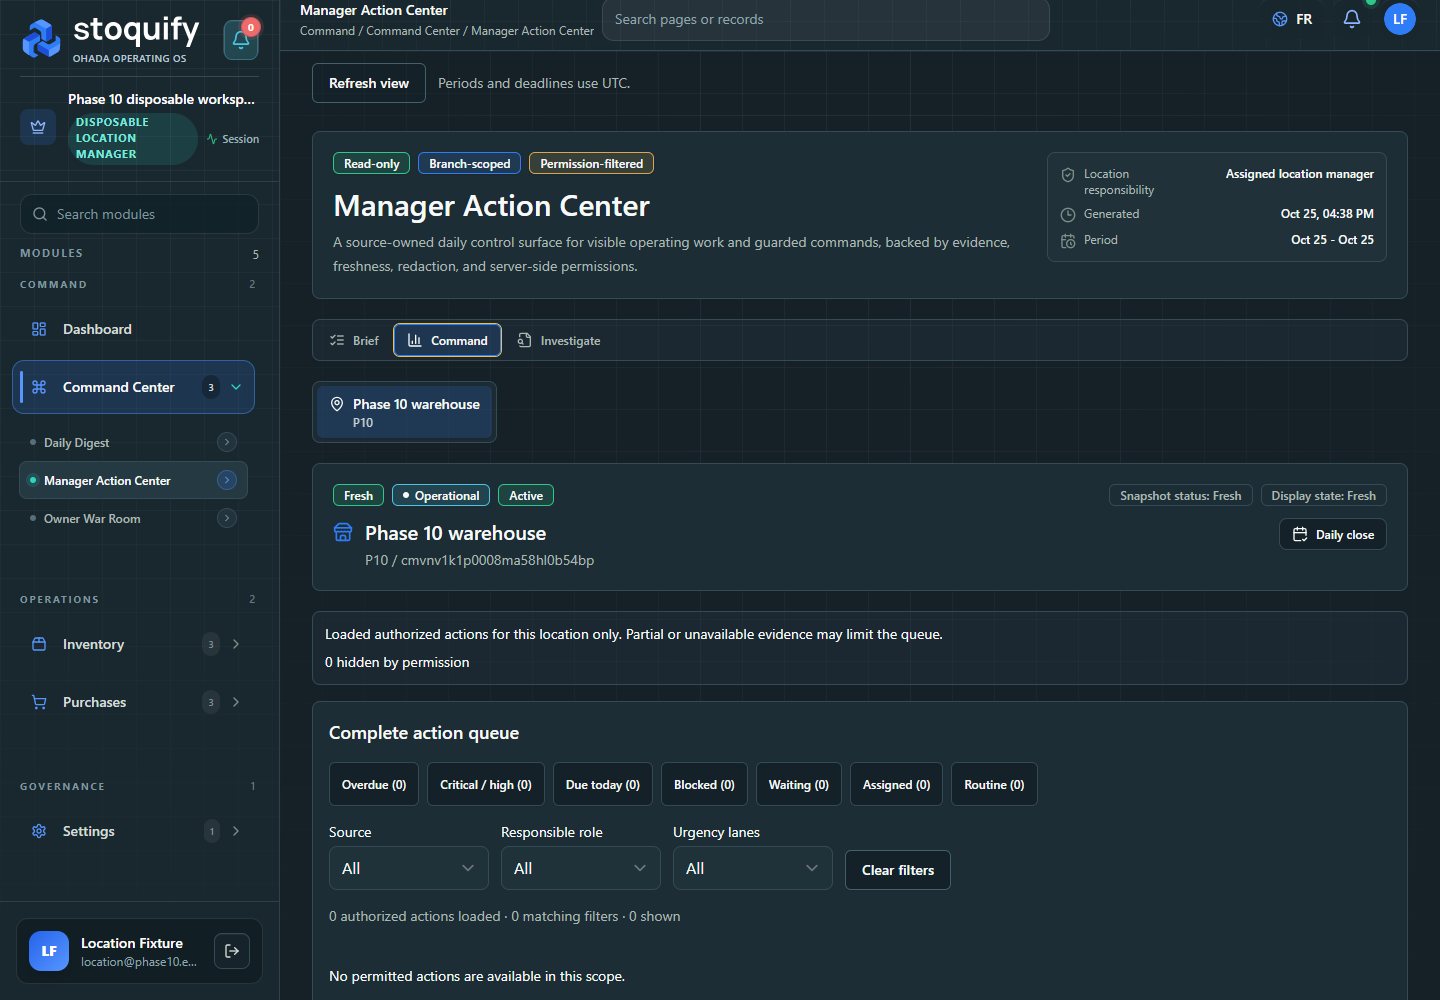 stoquify
OHADA OPERATING OS
0
Phase 10 disposable worksp...
DISPOSABLE
LOCATION
MANAGER
Session
Search modules
MODULES
5
COMMAND
2
Dashboard
Command Center
3
Daily Digest
Manager Action Center
Owner War Room
OPERATIONS
2
Inventory
3
Purchases
3
GOVERNANCE
1
Settings
1
LF
Location Fixture
location@phase10.e...
Manager Action Center
Command / Command Center / Manager Action Center
Search pages or records
FR
LF
Refresh view
Periods and deadlines use UTC.
Read-only
Branch-scoped
Permission-filtered
Manager Action Center
A source-owned daily control surface for visible operating work and guarded commands, backed by evidence,
freshness, redaction, and server-side permissions.
Location
responsibility
Assigned location manager
Generated
Oct 25, 04:38 PM
Period
Oct 25 - Oct 25
Brief
Command
Investigate
Phase 10 warehouse
P10
Fresh
Operational
Active
Snapshot status: Fresh
Display state: Fresh
Phase 10 warehouse
P10 / cmvnv1k1p0008ma58hl0b54bp
Daily close
Loaded authorized actions for this location only. Partial or unavailable evidence may limit the queue.
0 hidden by permission
Complete action queue
Overdue (0)
Critical / high (0)
Due today (0)
Blocked (0)
Waiting (0)
Assigned (0)
Routine (0)
Source
Responsible role
Urgency lanes
All
All
All
Clear filters
0 authorized actions loaded · 0 matching filters · 0 shown
No permitted actions are available in this scope.